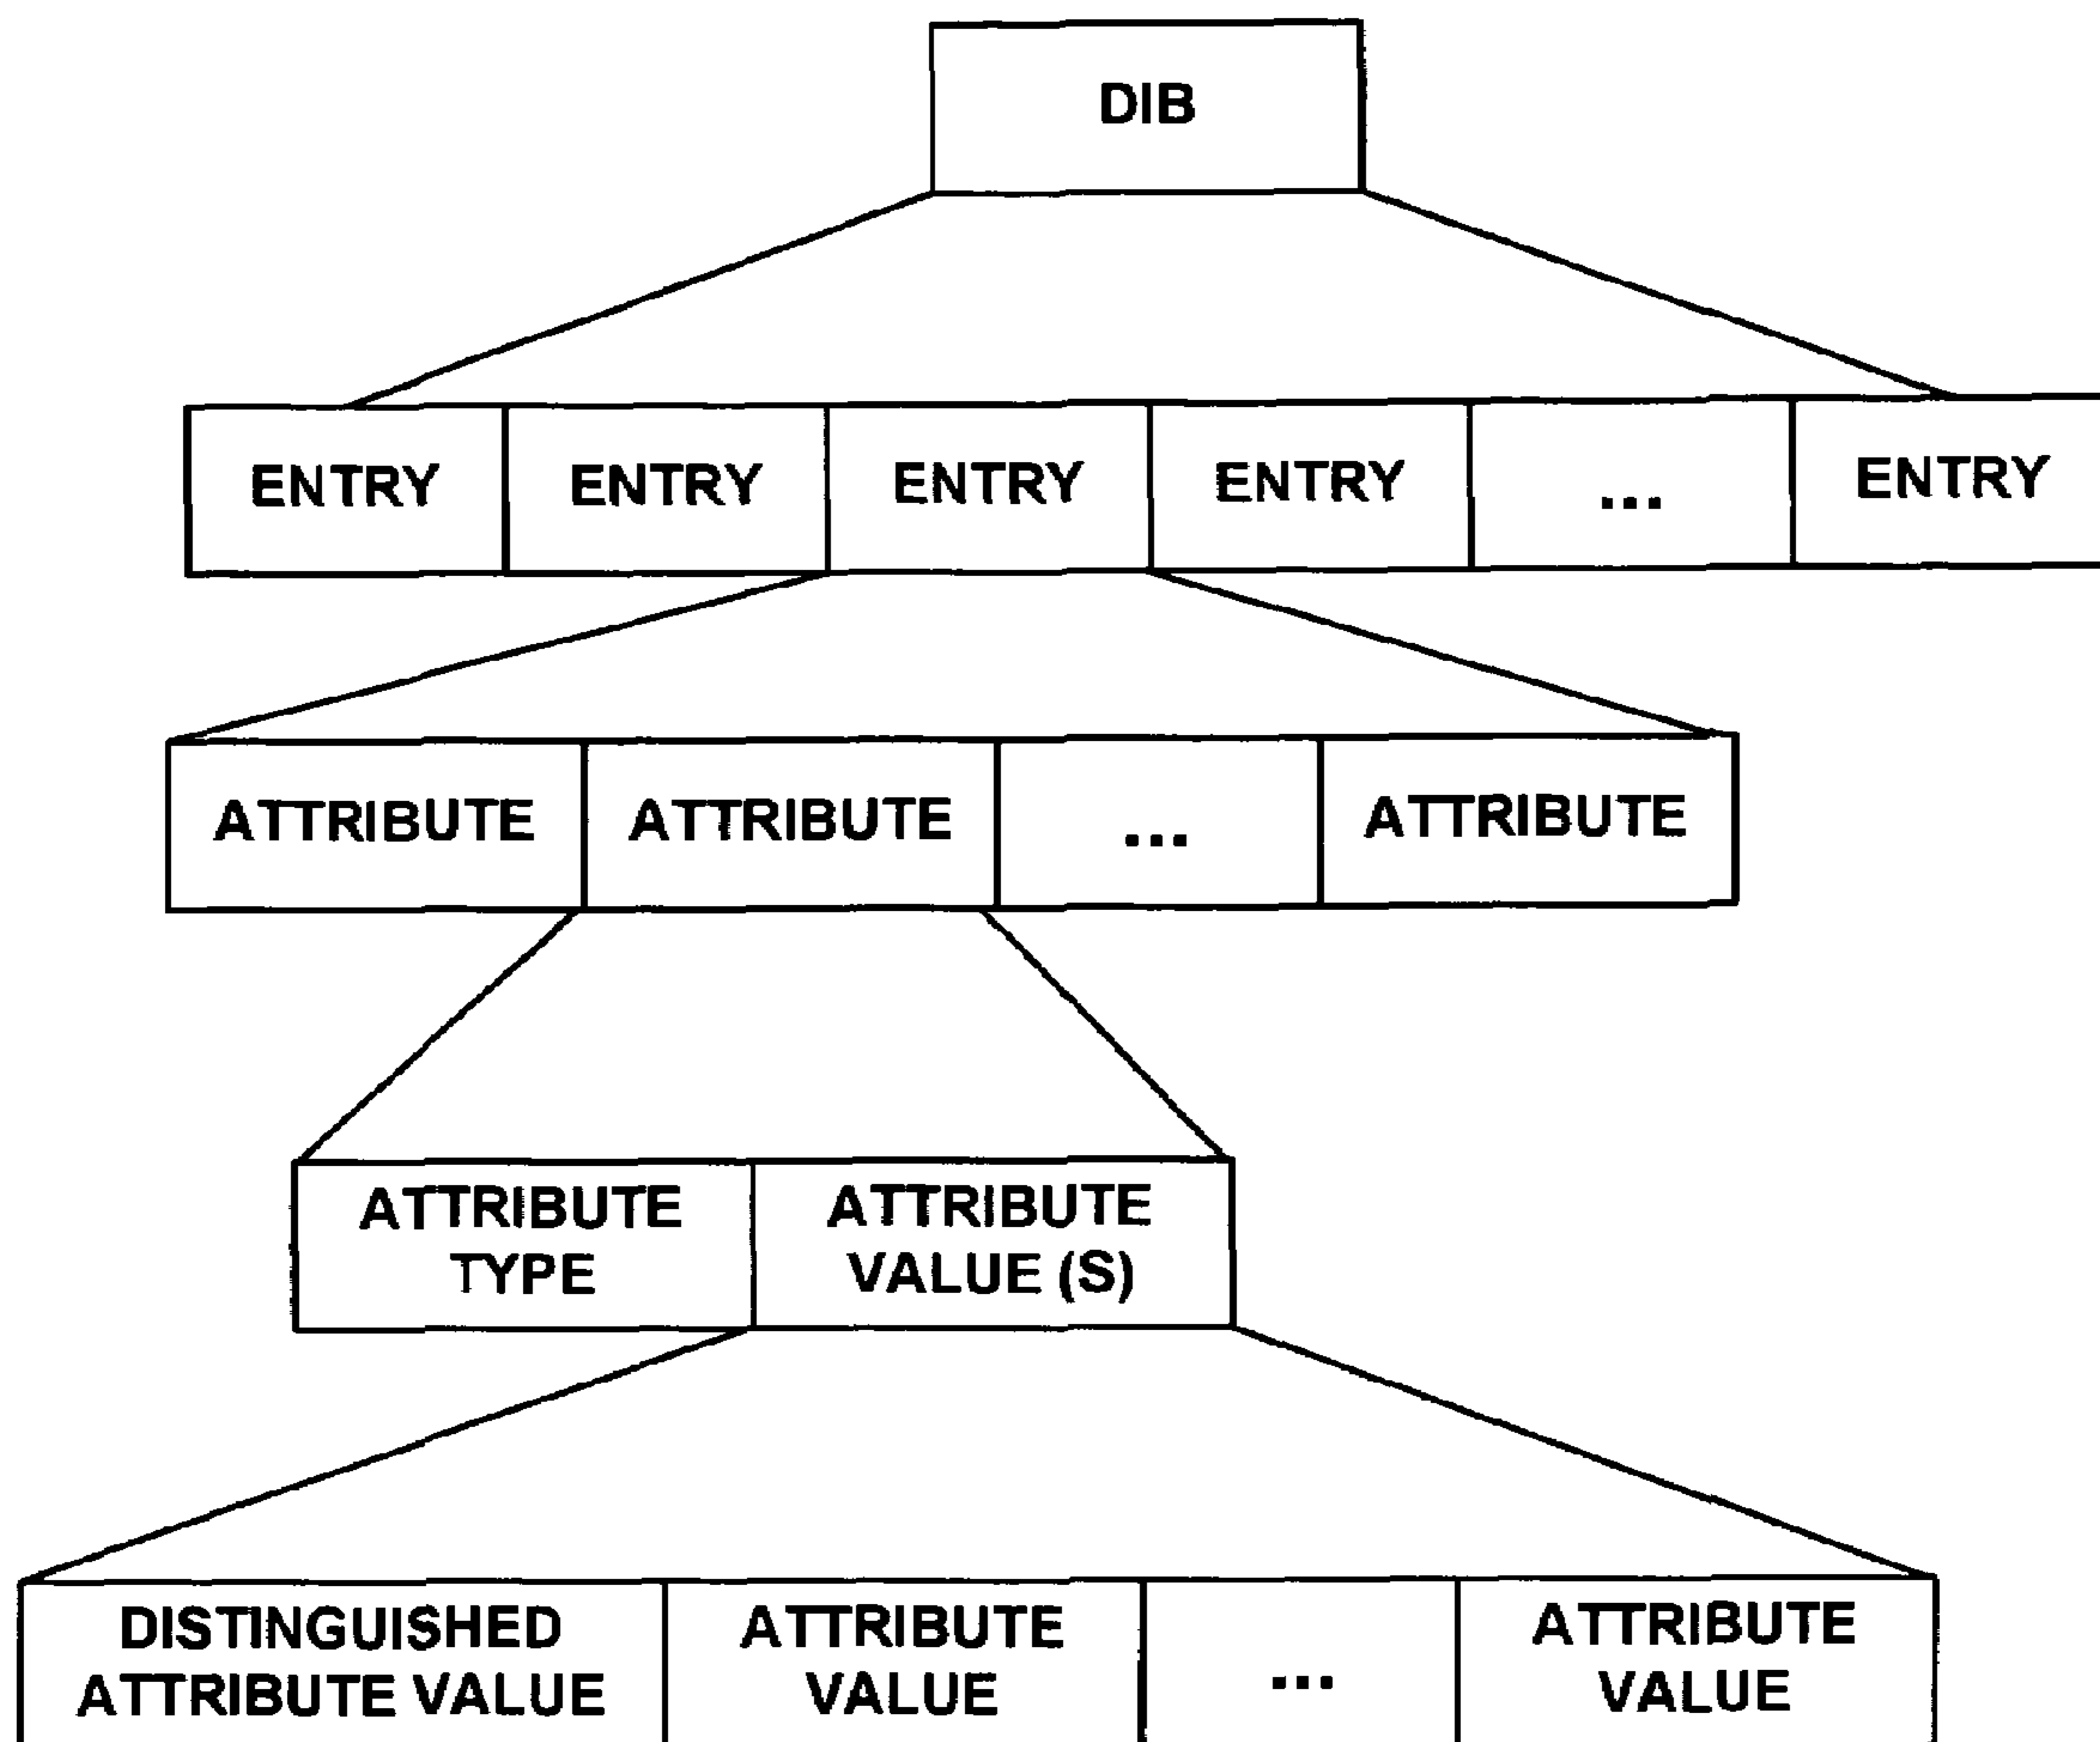 DIB
ENTRY ENTRY ENTRY ENTRY ... ENTRY
ATTRIBUTE ATTRIBUTE ... ATTRIBUTE
ATTRIBUTE
TYPE
ATTRIBUTE
VALUE (S)
DISTINGUISHED
ATTRIBUTE VALUE
ATTRIBUTE
VALUE
...
ATTRIBUTE
VALUE